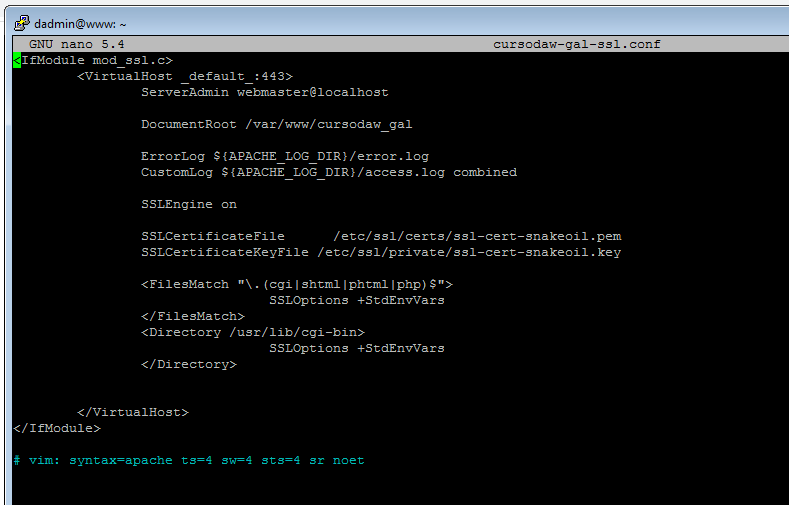 dadmin@www: ~
GNU nano 5.4 cursodaw-gal-ssl.conf
<IfModule mod_ssl.c>
<VirtualHost _default_:443>
ServerAdmin webmaster@localhost
DocumentRoot /var/www/cursodaw_gal
ErrorLog ${APACHE_LOG_DIR}/error.log
CustomLog ${APACHE_LOG_DIR}/access.log combined
SSLEngine on
SSLCertificateFile /etc/ssl/certs/ssl-cert-snakeoil.pem
SSLCertificateKeyFile /etc/ssl/private/ssl-cert-snakeoil.key
<FilesMatch "\.(cgi|shtml|phtml|php)$">
SSLOptions +StdEnvVars
</FilesMatch>
<Directory /usr/lib/cgi-bin>
SSLOptions +StdEnvVars
</Directory>
</VirtualHost>
</IfModule>
# vim: syntax=apache ts=4 sw=4 sts=4 sr noet